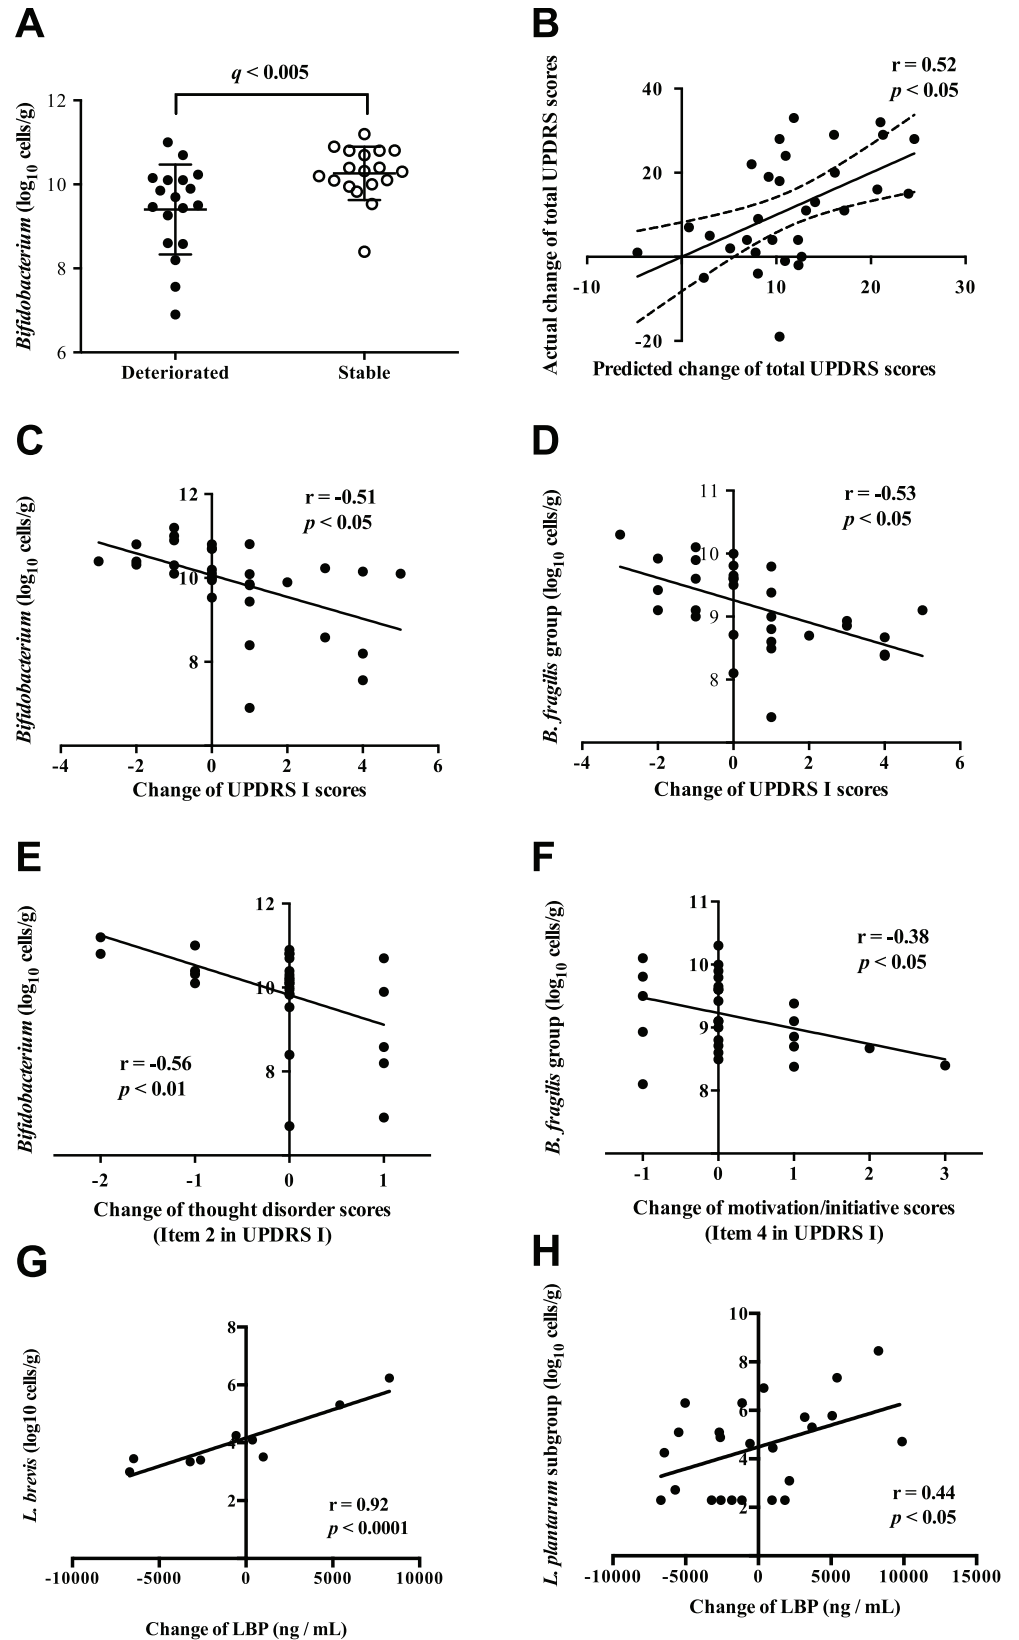 A
q < 0.005
Bifidobacterium (log10 cells/g)
12
10
8
6
Deteriorated
Stable
B
r = 0.52
p < 0.05
Actual change of total UPDRS scores
40
20
-20
-10
10
20
30
Predicted change of total UPDRS scores
C
r = -0.51
p < 0.05
Bifidobacterium (log10 cells/g)
12
10
8
-4
-2
0
2
4
6
Change of UPDRS I scores
D
r = -0.53
p < 0.05
B. fragilis group (log10 cells/g)
11
10
9
8
-4
-2
0
2
4
6
Change of UPDRS I scores
E
Bifidobacterium (log10 cells/g)
12
10
8
r = -0.56
p < 0.01
-2
-1
0
1
Change of thought disorder scores
(Item 2 in UPDRS I)
F
r = -0.38
p < 0.05
B. fragilis group (log10 cells/g)
11
10
9
8
-1
0
1
2
3
Change of motivation/initiative scores
(Item 4 in UPDRS I)
G
L. brevis (log10 cells/g)
8
6
4
2
r = 0.92
p < 0.0001
-10000
-5000
0
5000
10000
Change of LBP (ng / mL)
H
L. plantarum subgroup (log10 cells/g)
10
8
6
4
2
r = 0.44
p < 0.05
-10000
-5000
0
5000
10000
15000
Change of LBP (ng / mL)